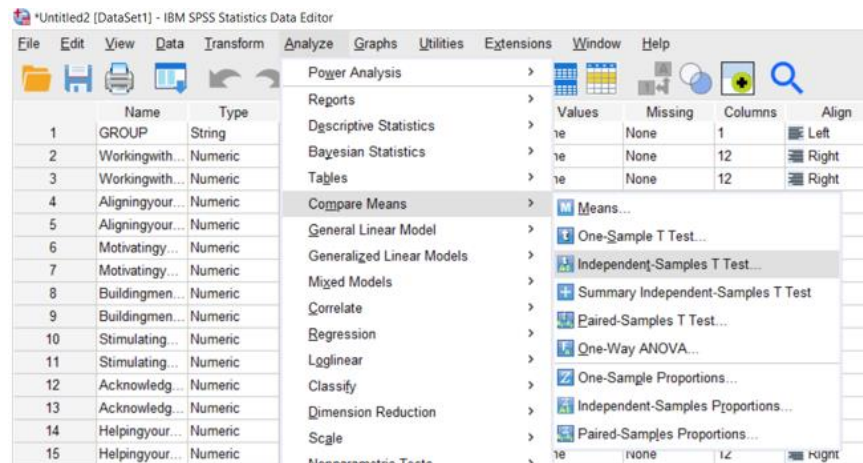 *Untitled2 [DataSet1] - IBM SPSS Statistics Data Editor
File Edit View Data Transform Analyze Graphs Utilities Extensions Window Help
Power Analysis
Reports
Descriptive Statistics
Bayesian Statistics
Tables
Compare Means
General Linear Model
Generalized Linear Models
Mixed Models
Correlate
Regression
Loglinear
Classify
Dimension Reduction
Scale
Nonparametric Tests
Means...
One-Sample T Test...
Independent-Samples T Test...
Summary Independent-Samples T Test
Paired-Samples T Test...
One-Way ANOVA...
One-Sample Proportions...
Independent-Samples Proportions...
Paired-Samples Proportions...
Name Type Values Missing Columns Align
1 GROUP String ne None 1 Left
2 Workingwith... Numeric ne None 12 Right
3 Workingwith... Numeric ne None 12 Right
4 Aligningyour... Numeric
5 Aligningyour... Numeric
6 Motivatingy... Numeric
7 Motivatingy... Numeric
8 Buildingmen... Numeric
9 Buildingmen... Numeric
10 Stimulating... Numeric
11 Stimulating... Numeric
12 Acknowledg... Numeric
13 Acknowledg... Numeric
14 Helpingyour... Numeric
15 Helpingyour... Numeric ne None 12 Right